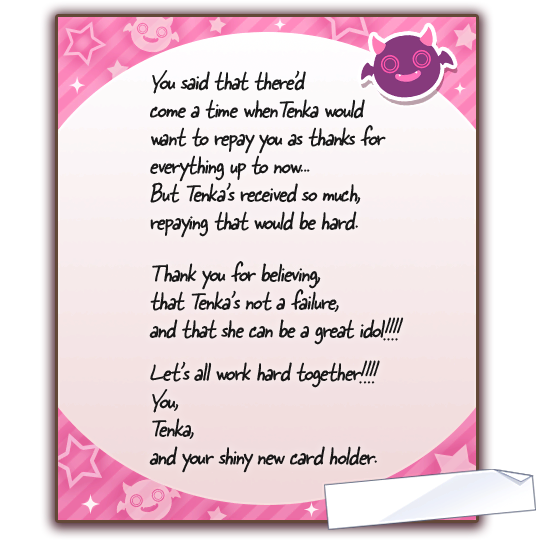 You said that there'd
come a time when Tenka would
want to repay you as thanks for
everything up to now...
But Tenka's received so much,
repaying that would be hard.
Thank you for believing,
that Tenka's not a failure,
and that she can be a great idol!!!!
Let's all work hard together!!!!
You,
Tenka,
and your shiny new card holder.